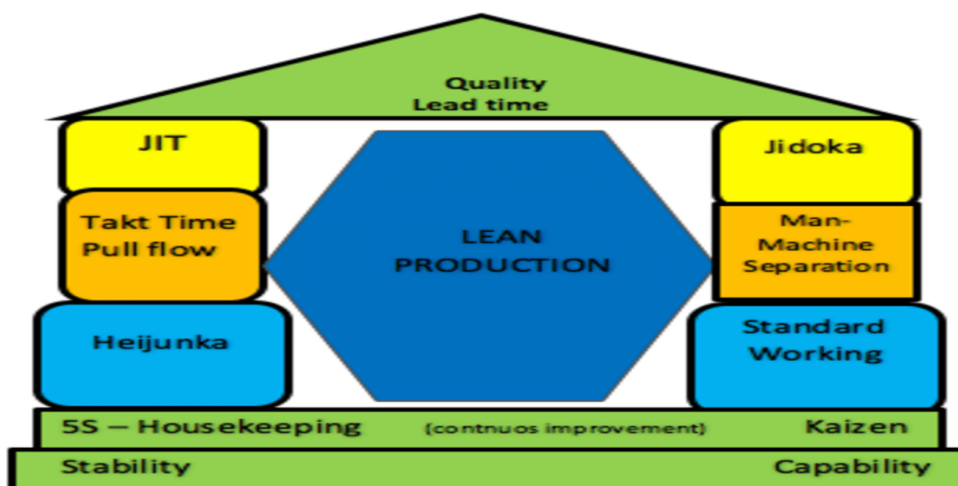 Quality
Lead time
JIT
Jidoka
Takt Time
Pull flow
Man-
Machine
Separation
LEAN
PRODUCTION
Heijunka
Standard
Working
5S – Housekeeping (contnuos improvement) Kaizen
Stability Capability